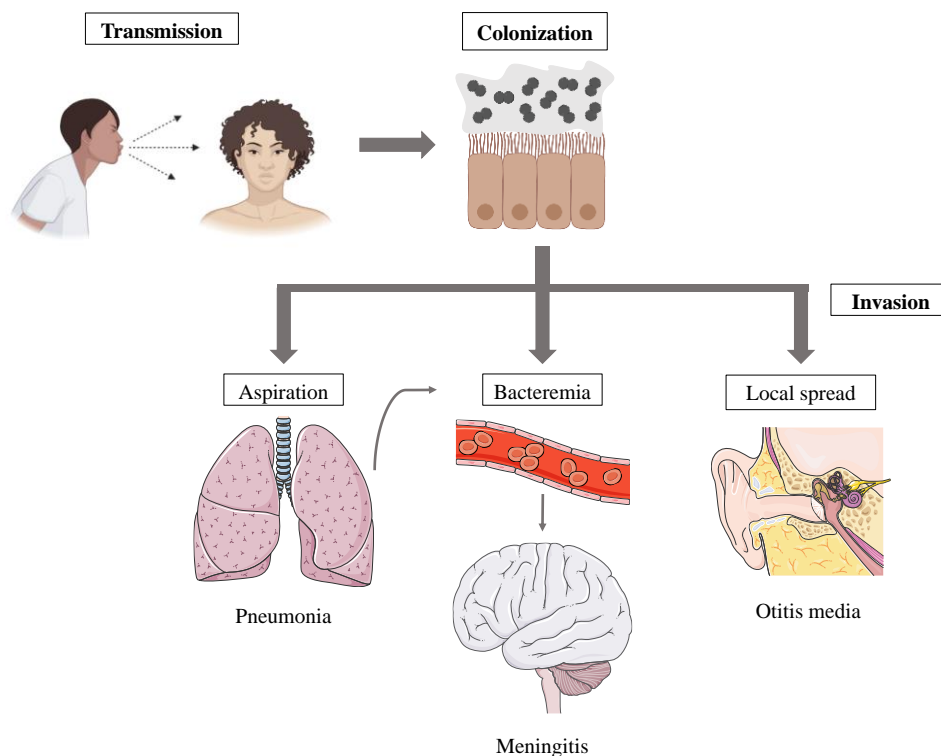 Transmission
Colonization
Invasion
Aspiration
Bacteremia
Local spread
Pneumonia
Otitis media
Meningitis